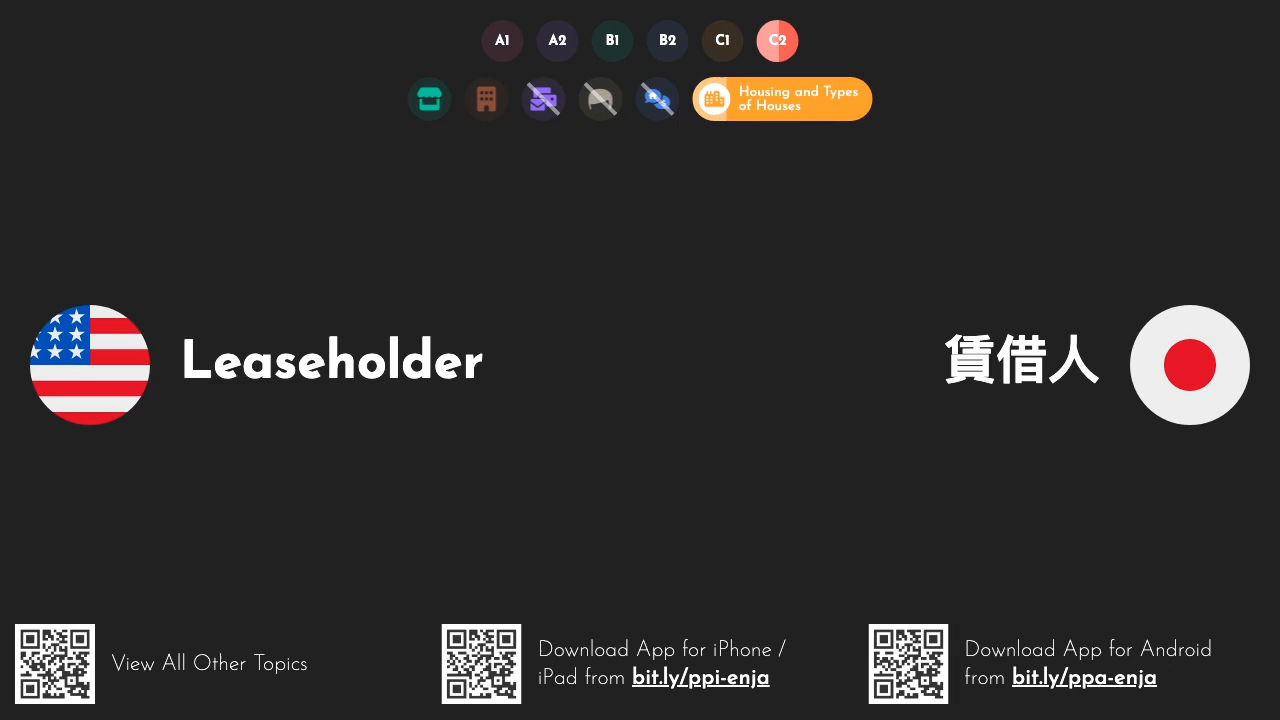 A1 A2 B1 B2 C1 C2
Housing and Types
of Houses
Leaseholder
賃借人
View All Other Topics
Download App for iPhone /
iPad from bit.ly/ppi-enja
Download App for Android
from bit.ly/ppa-enja